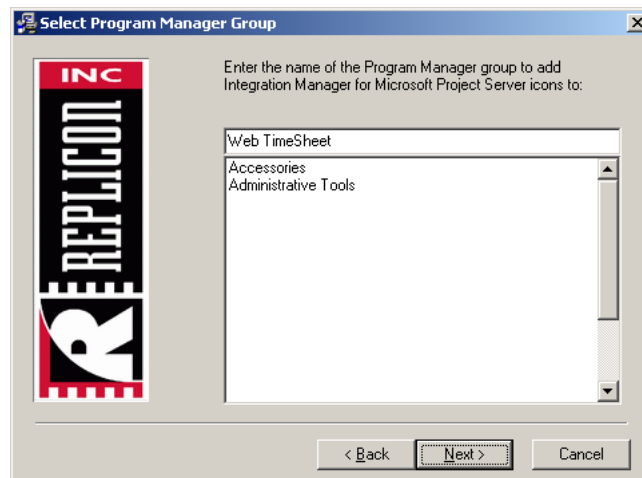 Select Program Manager Group
INC
REPLICON
R
Enter the name of the Program Manager group to add
Integration Manager for Microsoft Project Server icons to:
Web TimeSheet
Accessories
Administrative Tools
< Back
Next >
Cancel